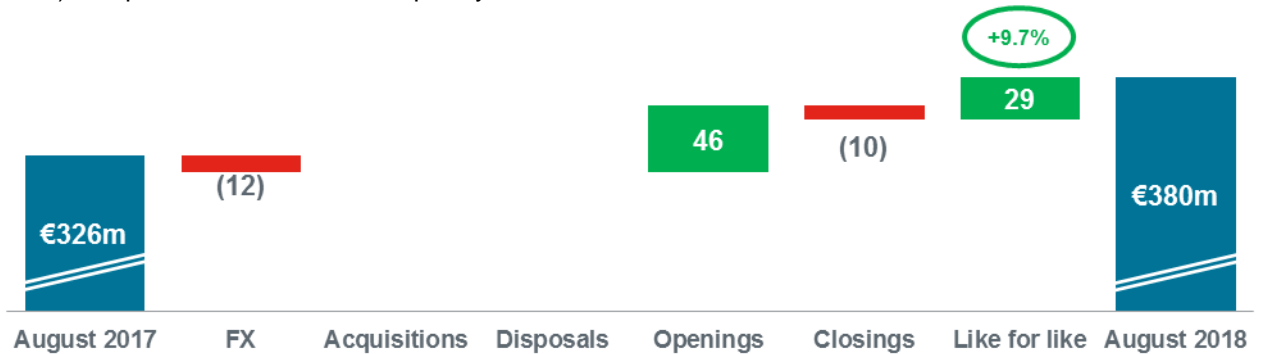 +9.7%
29
46
(10)
(12)
€380m
€326m
August 2017 FX Acquisitions Disposals Openings Closings Like for like August 2018